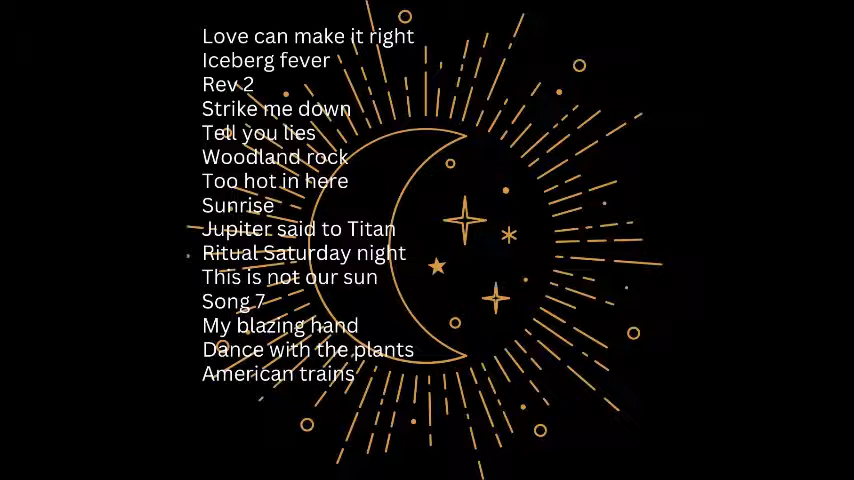 Love can make it right
Iceberg fever
Rev 2
Strike me down
Tell you lies
Woodland rock
Too hot in here
Sunrise
Jupiter said to Titan
Ritual Saturday night
This is not our sun
Song 7
My blazing hand
Dance with the plants
American trains